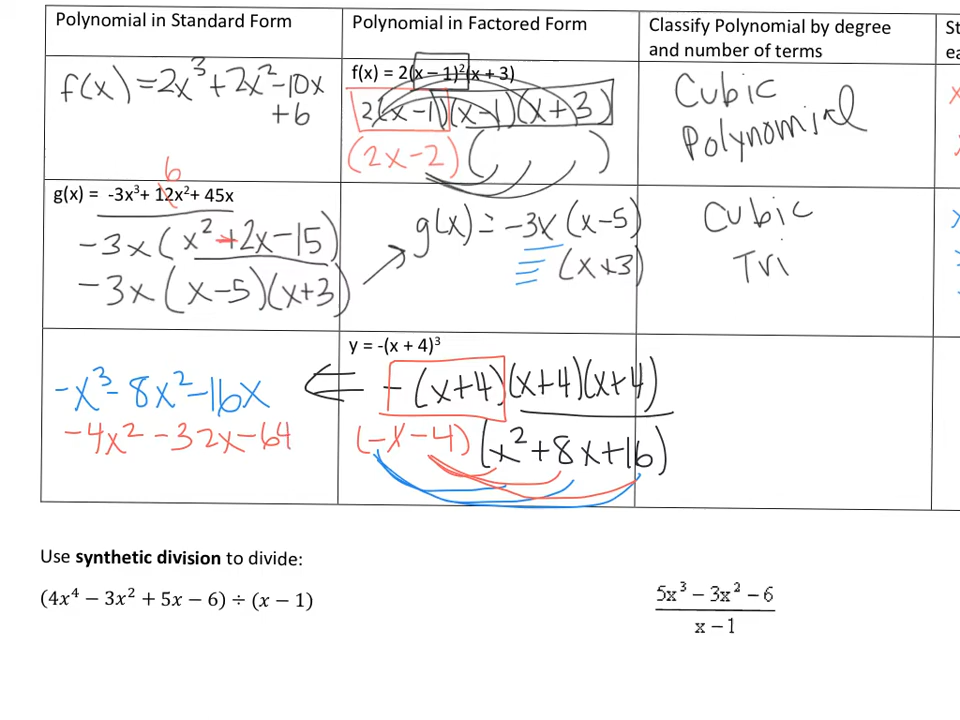 Polynomial in Standard Form
Polynomial in Factored Form
Classify Polynomial by degree
and number of terms
St
ea
f(x) = 2x³ + 2x² - 10x
+6
f(x) = 2(x – 1)²(x + 3)
2(x-1)(x-1)(x+3)
(2x-2)( )
Cubic
Polynomial
g(x) = -3x³+ 12x²+ 45x
6
-3x(x²+2x-15)
-3x(x-5)(x+3)
g(x) = -3x(x-5)
(x+3)
Cubic
Tri
y = -(x + 4)³
-(x+4)(x+4)(x+4)
(-x-4)(x²+8x+16)
-x³-8x²-16x
-4x²-32x-64
Use synthetic division to divide:
(4x⁴ − 3x² + 5x − 6) ÷ (x − 1)
5x³ − 3x² − 6
x − 1